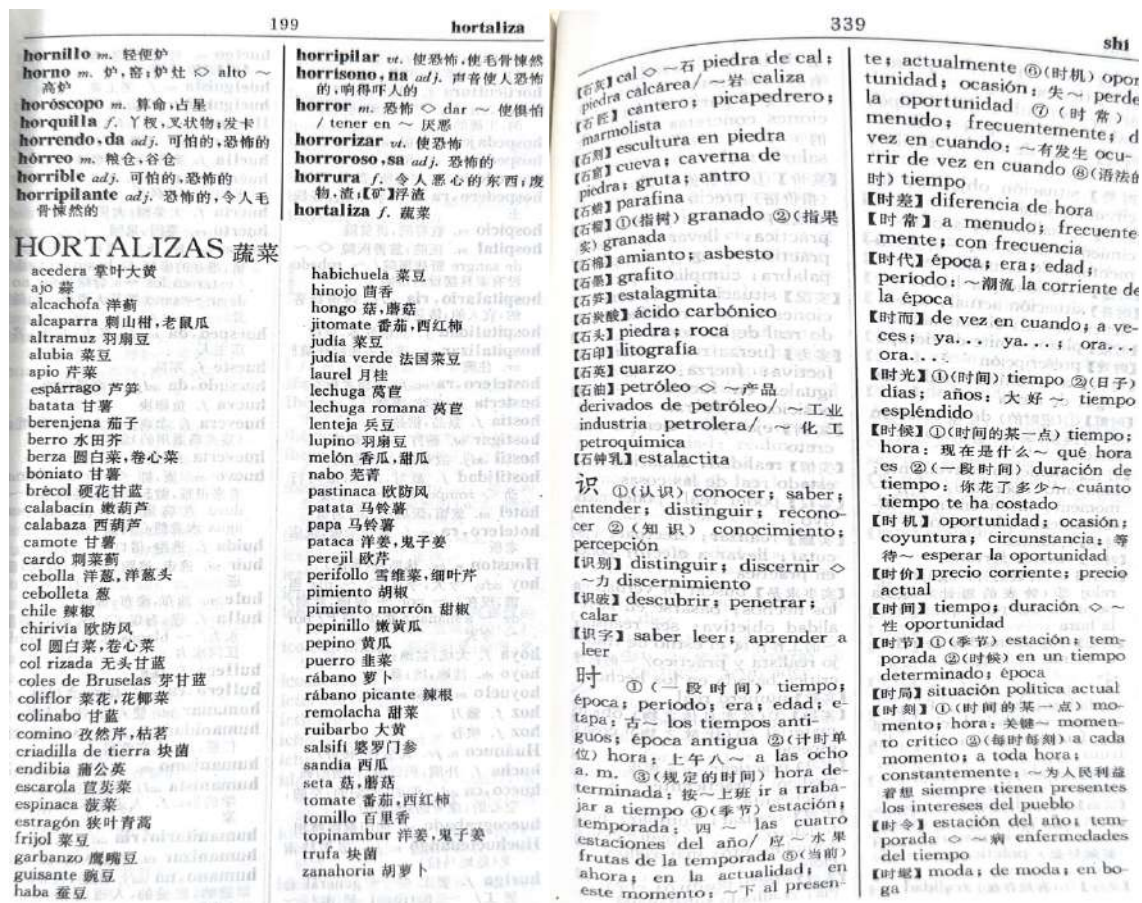 199
hortaliza
hornillo m. 轻便炉
horno m. 炉,窑;炉灶 ◇ alto ～
高炉
horóscopo m. 算命,占星
horquilla f. 丫杈,叉状物;发卡
horrendo, da adj. 可怕的,恐怖的
hórreo m. 粮仓,谷仓
horrible adj. 可怕的,恐怖的
horripilante adj. 恐怖的,令人毛
骨悚然的
horripilar vt. 使恐怖,使毛骨悚然
horrisono, na adj. 声音使人恐怖
的,响得吓人的
horror m. 恐怖 ◇ dar ～ 使惧怕
/ tener en ～ 厌恶
horrorizar vt. 使恐怖
horroroso, sa adj. 恐怖的
horrura f. 令人恶心的东西;废
物,渣;【矿】浮渣
hortaliza f. 蔬菜
HORTALIZAS 蔬菜
acedera 掌叶大黄
ajo 蒜
alcachofa 洋蓟
alcaparra 刺山柑,老鼠瓜
altramuz 羽扇豆
alubia 菜豆
apio 芹菜
espárrago 芦笋
batata 甘薯
berenjena 茄子
berro 水田芥
berza 圆白菜,卷心菜
boniato 甘薯
brécol 硬花甘蓝
calabacín 嫩葫芦
calabaza 西葫芦
camote 甘薯
cardo 刺菜蓟
cebolla 洋葱,洋葱头
cebolleta 葱
chile 辣椒
chirivía 欧防风
col 圆白菜,卷心菜
col rizada 无头甘蓝
coles de Bruselas 芽甘蓝
coliflor 菜花,花椰菜
colinabo 甘蓝
comino 孜然芹,枯茗
criadilla de tierra 块菌
endibia 蒲公英
escarola 苣荬菜
espinaca 菠菜
estragón 狭叶青蒿
frijol 菜豆
garbanzo 鹰嘴豆
guisante 豌豆
haba 蚕豆
habichuela 菜豆
hinojo 茴香
hongo 菇,蘑菇
jitomate 番茄,西红柿
judía 菜豆
judía verde 法国菜豆
laurel 月桂
lechuga 莴苣
lechuga romana 莴苣
lenteja 兵豆
lupino 羽扇豆
melón 香瓜,甜瓜
nabo 芜菁
pastinaca 欧防风
patata 马铃薯
papa 马铃薯
pataca 洋姜,鬼子姜
perejil 欧芹
perifollo 雪维菜,细叶芹
pimiento 胡椒
pimiento morrón 甜椒
pepinillo 嫩黄瓜
pepino 黄瓜
puerro 韭菜
rábano 萝卜
rábano picante 辣根
remolacha 甜菜
ruibarbo 大黄
salsifí 婆罗门参
sandía 西瓜
seta 菇,蘑菇
tomate 番茄,西红柿
tomillo 百里香
topinambur 洋姜,鬼子姜
trufa 块菌
zanahoria 胡萝卜
339
shí
【石灰】cal ◇ ～石 piedra de cal;
piedra calcárea/ ～岩 caliza
【石匠】cantero; picapedrero;
marmolista
【石刻】escultura en piedra
【石窟】cueva; caverna de
piedra; gruta; antro
【石蜡】parafina
【石榴】①(指树) granado ②(指果
实) granada
【石棉】amianto; asbesto
【石墨】grafito
【石笋】estalagmita
【石炭酸】ácido carbónico
【石头】piedra; roca
【石印】litografía
【石英】cuarzo
【石油】petróleo ◇ ～产品
derivados de petróleo/ ～工业
industria petrolera/ ～化工
petroquímica
【石钟乳】estalactita
识 ①(认识) conocer; saber;
entender; distinguir; recono-
cer ②(知识) conocimiento;
percepción
【识别】distinguir; discernir ◇
～力 discernimiento
【识破】descubrir; penetrar;
calar
【识字】saber leer; aprender a
leer
时 ①(一段时间) tiempo;
época; período; era; edad; e-
tapa: 古～ los tiempos anti-
guos; época antigua ②(计时单
位) hora: 上午八～ a las ocho
a. m. ③(规定的时间) hora de-
terminada: 按～上班 ir a traba-
jar a tiempo ④(季节) estación;
temporada: 四～ las cuatro
estaciones del año/ 应～水果
frutas de la temporada ⑤(当前)
ahora; en la actualidad; en
este momento: ～下 al presen-
te; actualmente ⑥(时机) opor-
tunidad; ocasión: 失～ perde
la oportunidad ⑦(时常) a
menudo; frecuentemente; d
vez en cuando: ～有发生 ocu-
rrir de vez en cuando ⑧(语法的
时) tiempo
【时差】diferencia de hora
【时常】a menudo; frecuente-
mente; con frecuencia
【时代】época; era; edad;
período: ～潮流 la corriente de
la época
【时而】de vez en cuando; a ve-
ces; ya... ya...; ora...
ora...
【时光】①(时间) tiempo ②(日子)
días; años: 大好～ tiempo
espléndido
【时候】①(时间的某一点) tiempo;
hora: 现在是什么～ qué hora
es ②(一段时间) duración de
tiempo: 你花了多少～ cuánto
tiempo te ha costado
【时机】oportunidad; ocasión;
coyuntura; circunstancia: 等
待～ esperar la oportunidad
【时价】precio corriente; precio
actual
【时间】tiempo; duración ◇ ～
性 oportunidad
【时节】①(季节) estación; tem-
porada ②(时候) en un tiempo
determinado; época
【时局】situación política actual
【时刻】①(时间的某一点) mo-
mento; hora: 关键～ momen-
to crítico ②(每时每刻) a cada
momento; a toda hora;
constantemente: ～为人民利益
着想 siempre tienen presentes
los intereses del pueblo
【时令】estación del año; tem-
porada ◇ ～病 enfermedades
del tiempo
【时髦】moda; de moda; en bo-
ga